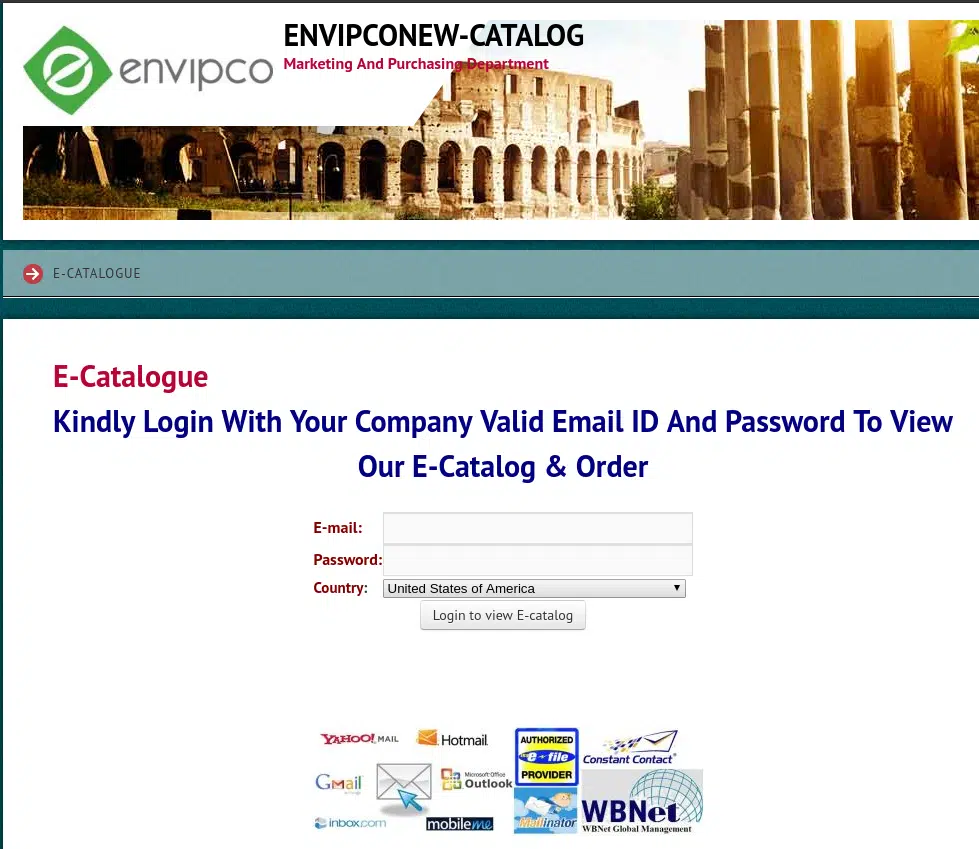 envipco
ENVIPCONEW-CATALOG
Marketing And Purchasing Department
E-CATALOGUE
E-Catalogue
Kindly Login With Your Company Valid Email ID And Password To View
Our E-Catalog & Order
E-mail:
Password:
Country:
United States of America
Login to view E-catalog
YAHOO! MAIL
Hotmail
AUTHORIZED
e file
PROVIDER
Constant Contact
Gmail
Microsoft Office
Outlook
inbox.com
mobileme
Mailinator
WBNet
WBNet Global Management